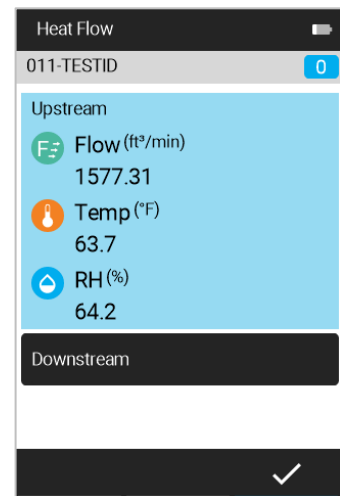 Heat Flow
011-TESTID 0
Upstream
Flow (ft³/min)
1577.31
Temp (°F)
63.7
RH (%)
64.2
Downstream